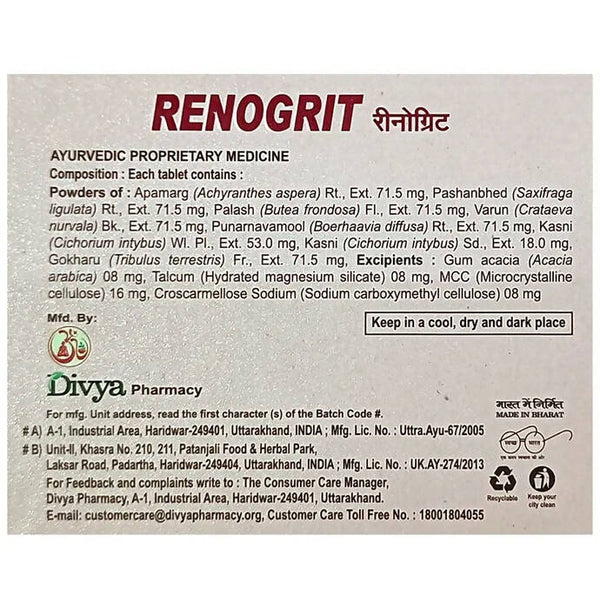 RENOGRIT रीनोग्रिट
AYURVEDIC PROPRIETARY MEDICINE
Composition : Each tablet contains :
Powders of : Apamarg (Achyranthes aspera) Rt., Ext. 71.5 mg, Pashanbhed (Saxifraga
ligulata) Rt., Ext. 71.5 mg, Palash (Butea frondosa) Fl., Ext. 71.5 mg, Varun (Crataeva
nurvala) Bk., Ext. 71.5 mg, Punarnavamool (Boerhaavia diffusa) Rt., Ext. 71.5 mg, Kasni
(Cichorium intybus) Wl. Pl., Ext. 53.0 mg, Kasni (Cichorium intybus) Sd., Ext. 18.0 mg,
Gokharu (Tribulus terrestris) Fr., Ext. 71.5 mg. Excipients : Gum acacia (Acacia
arabica) 08 mg, Talcum (Hydrated magnesium silicate) 08 mg, MCC (Microcrystalline
cellulose) 16 mg, Croscarmellose Sodium (Sodium carboxymethyl cellulose) 08 mg
Mfd. By:
Keep in a cool, dry and dark place
Divya Pharmacy
For mfg. Unit address, read the first character (s) of the Batch Code #.
# A) A-1, Industrial Area, Haridwar-249401, Uttarakhand, INDIA ; Mfg. Lic. No. : Uttra.Ayu-67/2005
# B) Unit-II, Khasra No. 210, 211, Patanjali Food & Herbal Park,
Laksar Road, Padartha, Haridwar-249404, Uttarakhand, INDIA ; Mfg. Lic. No. : UK.AY-274/2013
For Feedback and complaints write to : The Consumer Care Manager,
Divya Pharmacy, A-1, Industrial Area, Haridwar-249401, Uttarakhand.
E-mail: customercare@divyapharmacy.org, Customer Care Toll Free No. : 18001804055
भारत में निर्मित
MADE IN BHARAT
स्वच्छ भारत
एक कदम स्वच्छता की ओर
Recyclable
Keep your
city clean